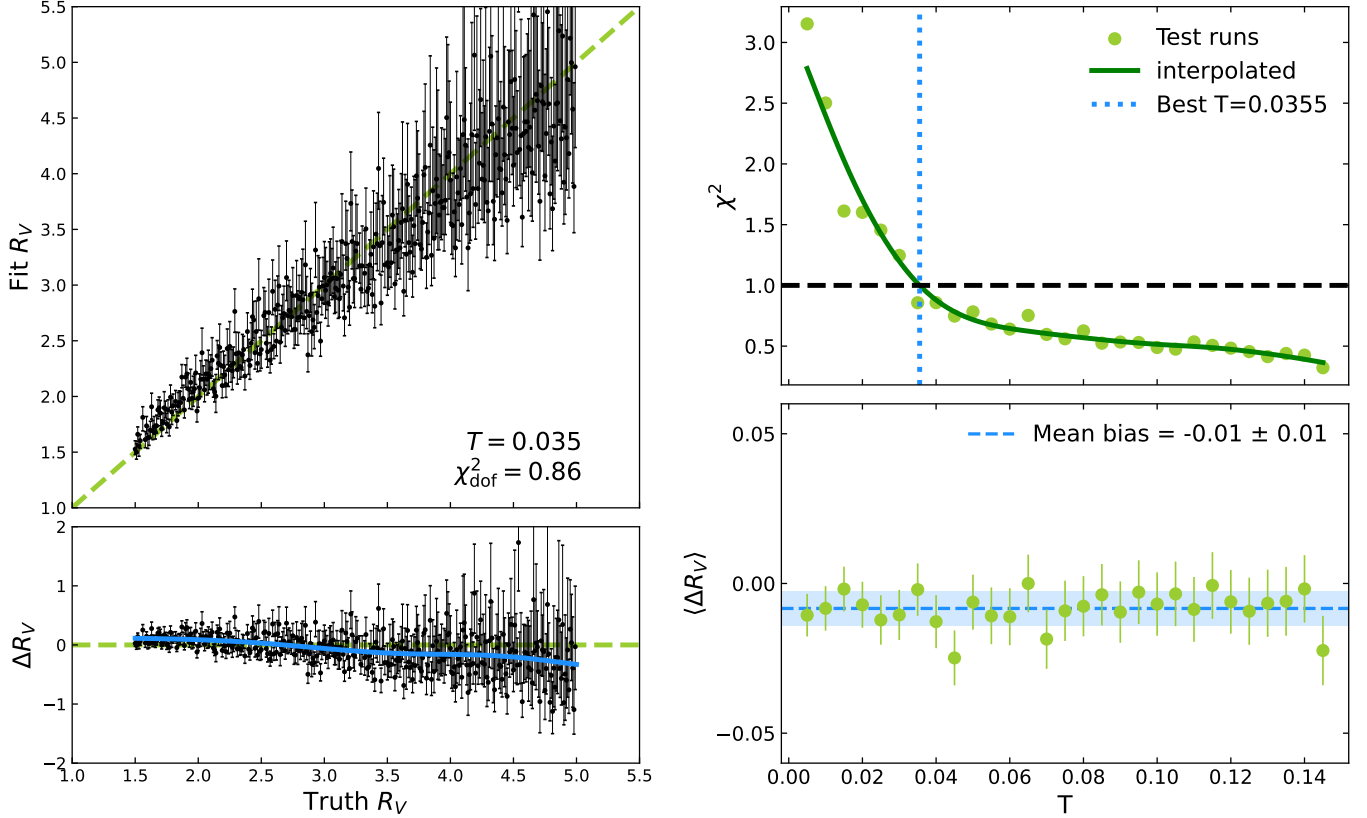 5.5
5.0
4.5
4.0
3.5
3.0
2.5
2.0
1.5
1.0
Fit R_V
T = 0.035
χ²_dof = 0.86
2
1
0
−1
−2
ΔR_V
1.0 1.5 2.0 2.5 3.0 3.5 4.0 4.5 5.0 5.5
Truth R_V
3.0
2.5
2.0
1.5
1.0
0.5
χ²
Test runs
interpolated
Best T=0.0355
0.05
0.00
−0.05
⟨ΔR_V⟩
Mean bias = -0.01 ± 0.01
0.00 0.02 0.04 0.06 0.08 0.10 0.12 0.14
T